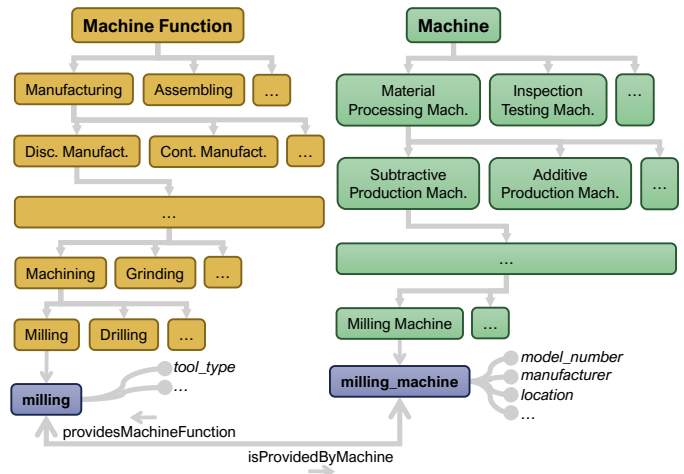 Machine Function
Machine
Manufacturing
Assembling
...
Material
Processing Mach.
Inspection
Testing Mach.
...
Disc. Manufact.
Cont. Manufact.
...
Subtractive
Production Mach.
Additive
Production Mach.
...
...
...
Machining
Grinding
...
Milling
Drilling
...
Milling Machine
...
milling
tool_type
...
milling_machine
model_number
manufacturer
location
...
providesMachineFunction
isProvidedByMachine